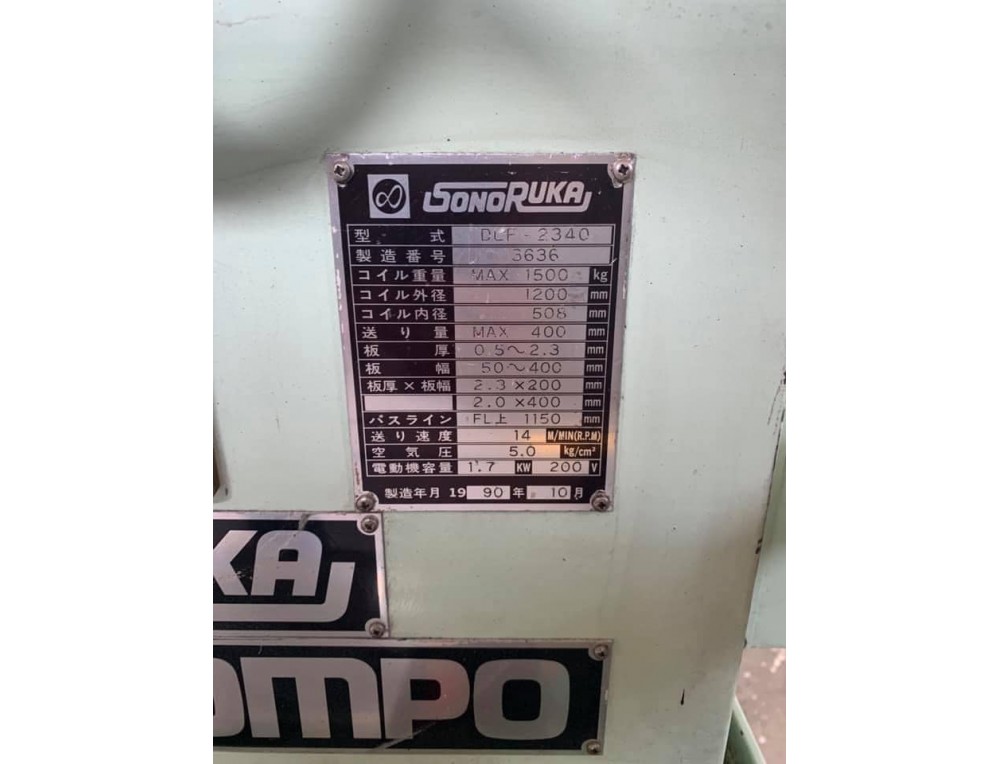 SONORUKA
型式 DCF-2340
製造番号 3636
コイル重量 MAX 1500 kg
コイル外径 1200 mm
コイル内径 508 mm
送り量 MAX 400 mm
板厚 0.5～2.3 mm
板幅 50～400 mm
板厚×板幅 2.3×200 mm
2.0×400 mm
パスライン FL上 1150 mm
送り速度 14 M/MIN(R.P.M)
空気圧 5.0 kg/cm²
電動機容量 1.7 KW 200 V
製造年月 19 90 年 10 月
KA
OMPO